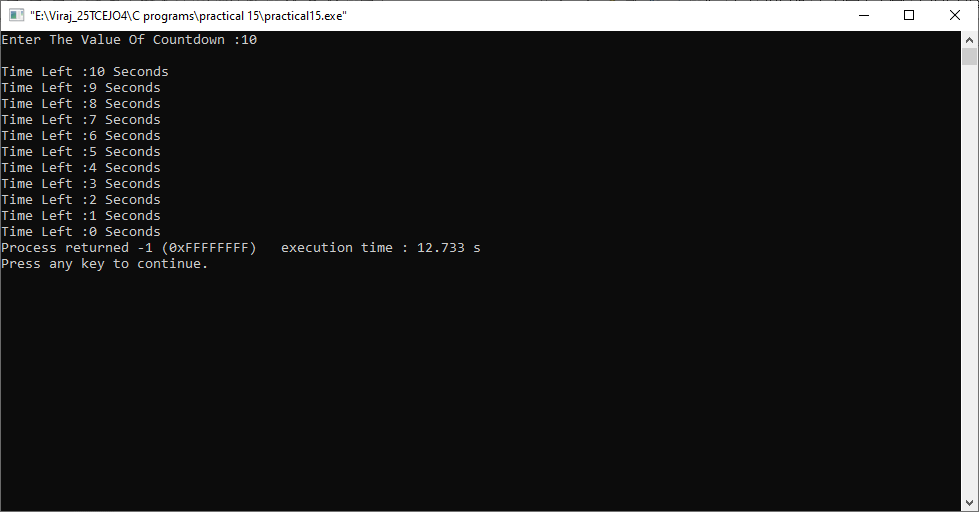 "E:\Viraj_25TCEJO4\C programs\practical 15\practical15.exe"
Enter The Value Of Countdown :10
Time Left :10 Seconds
Time Left :9 Seconds
Time Left :8 Seconds
Time Left :7 Seconds
Time Left :6 Seconds
Time Left :5 Seconds
Time Left :4 Seconds
Time Left :3 Seconds
Time Left :2 Seconds
Time Left :1 Seconds
Time Left :0 Seconds
Process returned -1 (0xFFFFFFFF)   execution time : 12.733 s
Press any key to continue.